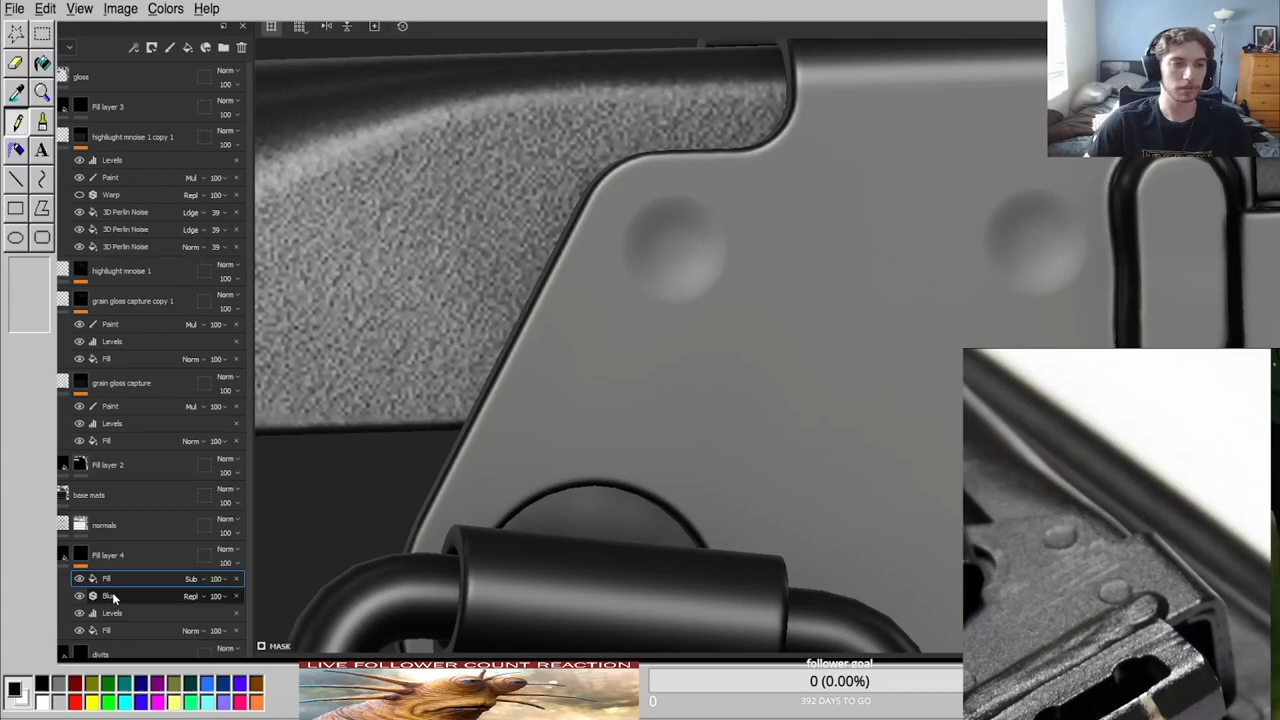 File Edit View Image Colors Help
Norm
gloss
100
Norm
Fill layer 3
100
Norm
highlught mnoise 1 copy 1
100
Levels
Paint Mul 100
Warp Repl 100
3D Perlin Noise Ldge 39
3D Perlin Noise Ldge 39
3D Perlin Noise Norm 39
Norm
highlught mnoise 1
100
Norm
grain gloss capture copy 1
100
Paint Mul 100
Levels
Fill Norm 100
Norm
grain gloss capture
100
Paint Mul 100
Levels
Fill Norm 100
Norm
Fill layer 2
100
Norm
base mats
100
Norm
normals
100
Norm
Fill layer 4
100
Fill Sub 100
Repl 100
Levels
Fill Norm 100
divits Norm
MASK
LIVE FOLLOWER COUNT REACTION
follower goal
0 (0.00%)
0
392 DAYS TO GO